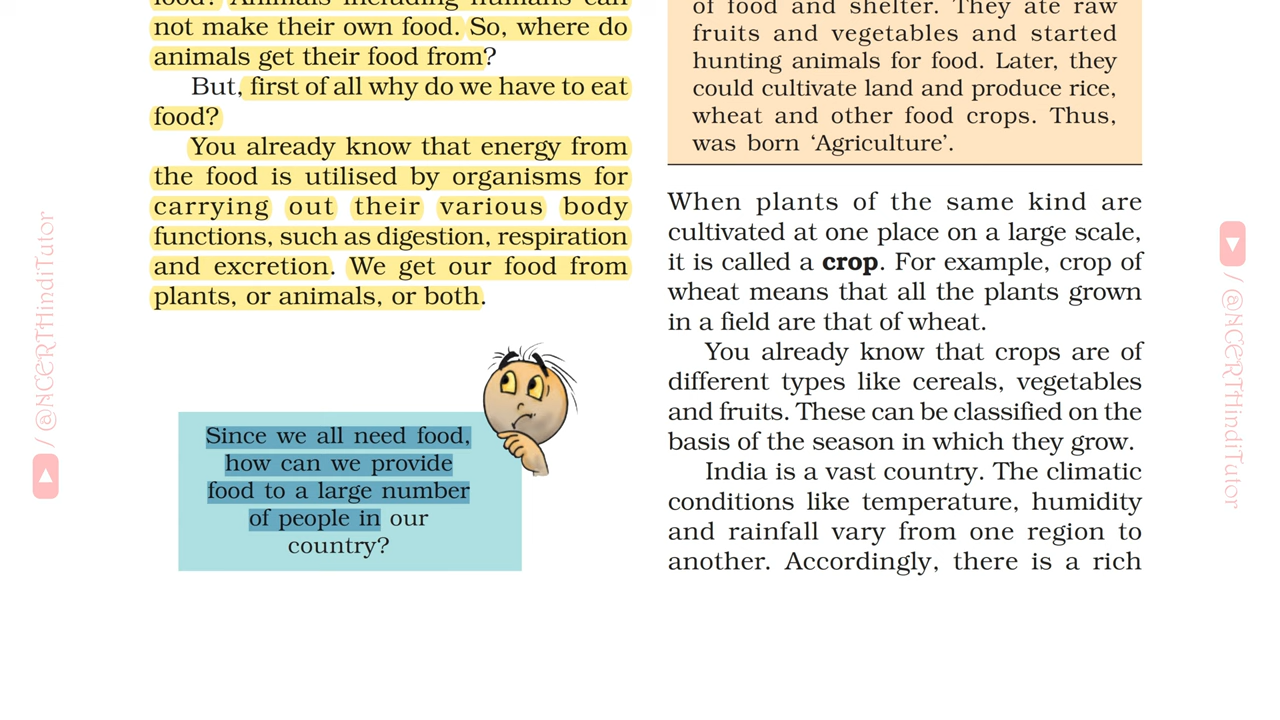 food? Animals including humans can
not make their own food. So, where do
animals get their food from?
But, first of all why do we have to eat
food?
You already know that energy from
the food is utilised by organisms for
carrying out their various body
functions, such as digestion, respiration
and excretion. We get our food from
plants, or animals, or both.
Since we all need food,
how can we provide
food to a large number
of people in our
country?
of food and shelter. They ate raw
fruits and vegetables and started
hunting animals for food. Later, they
could cultivate land and produce rice,
wheat and other food crops. Thus,
was born ‘Agriculture’.
When plants of the same kind are
cultivated at one place on a large scale,
it is called a crop. For example, crop of
wheat means that all the plants grown
in a field are that of wheat.
You already know that crops are of
different types like cereals, vegetables
and fruits. These can be classified on the
basis of the season in which they grow.
India is a vast country. The climatic
conditions like temperature, humidity
and rainfall vary from one region to
another. Accordingly, there is a rich
/ @NCERTHindiTutor
/ @NCERTHindiTutor